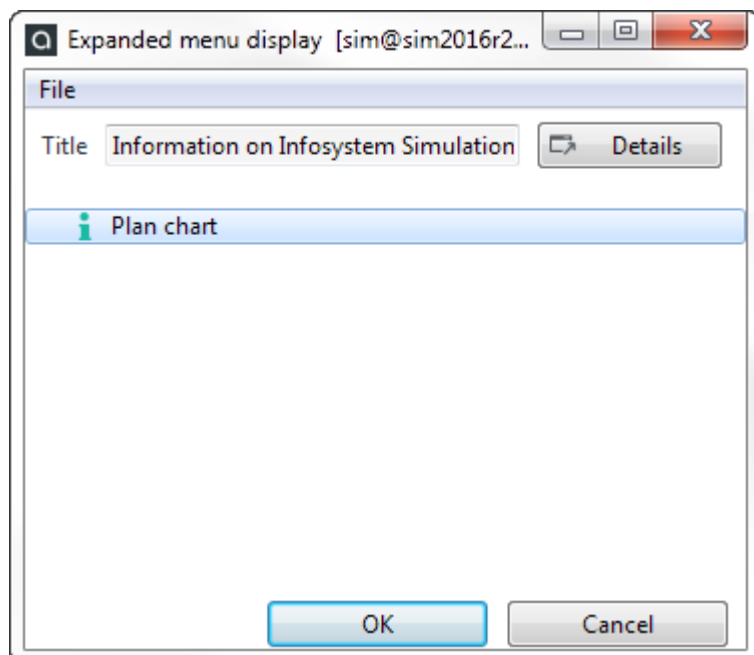 Expanded menu display [sim@sim2016r2...
File
Title Information on Infosystem Simulation Details
Plan chart
OK Cancel